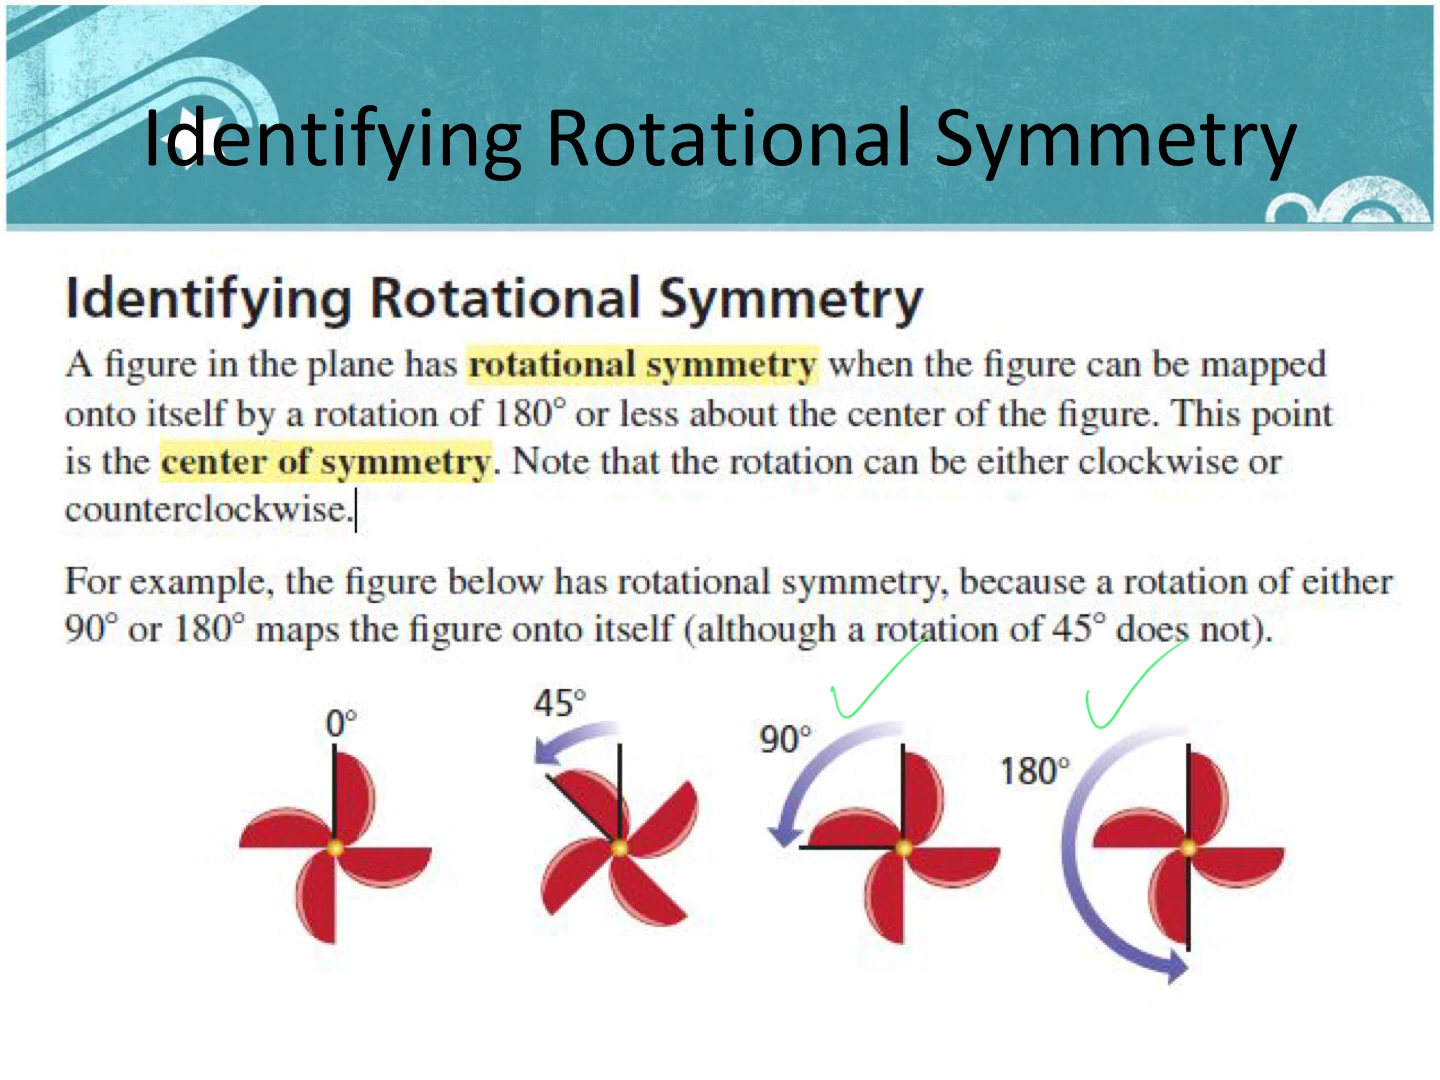 Identifying Rotational Symmetry
Identifying Rotational Symmetry
A figure in the plane has rotational symmetry when the figure can be mapped
onto itself by a rotation of 180° or less about the center of the figure. This point
is the center of symmetry. Note that the rotation can be either clockwise or
counterclockwise.
For example, the figure below has rotational symmetry, because a rotation of either
90° or 180° maps the figure onto itself (although a rotation of 45° does not).
0°
45°
90°
180°